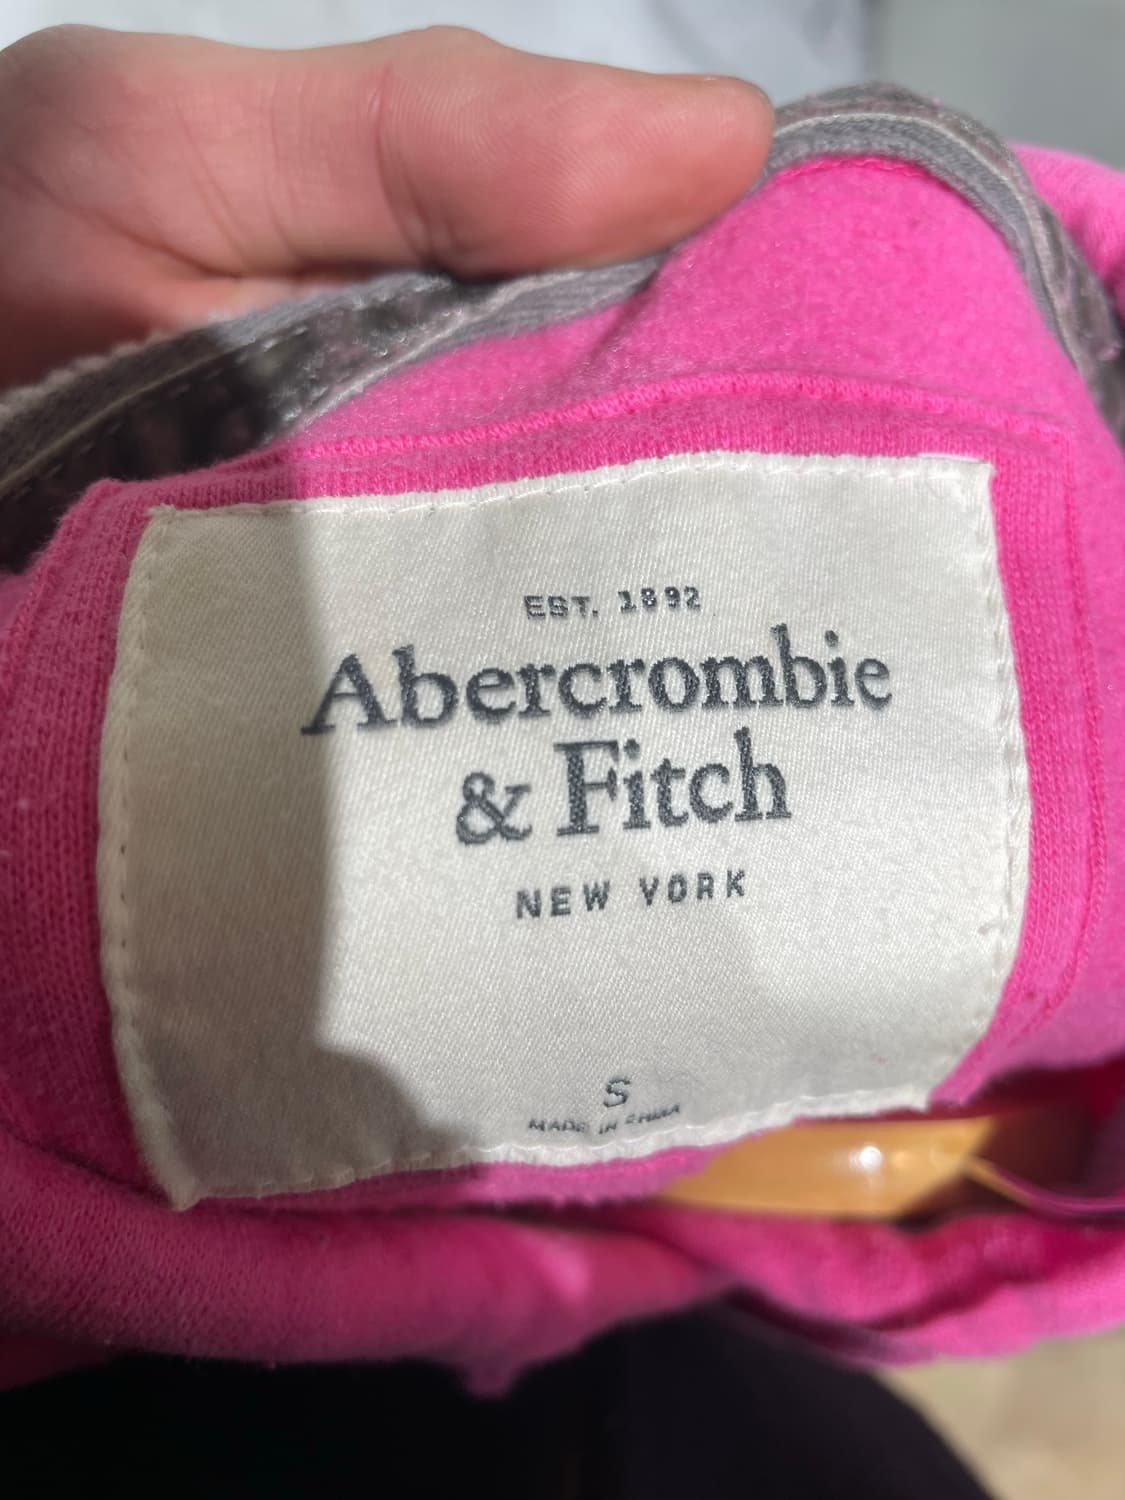 EST. 1892
Abercrombie
& Fitch
NEW YORK
S
MADE IN CHINA